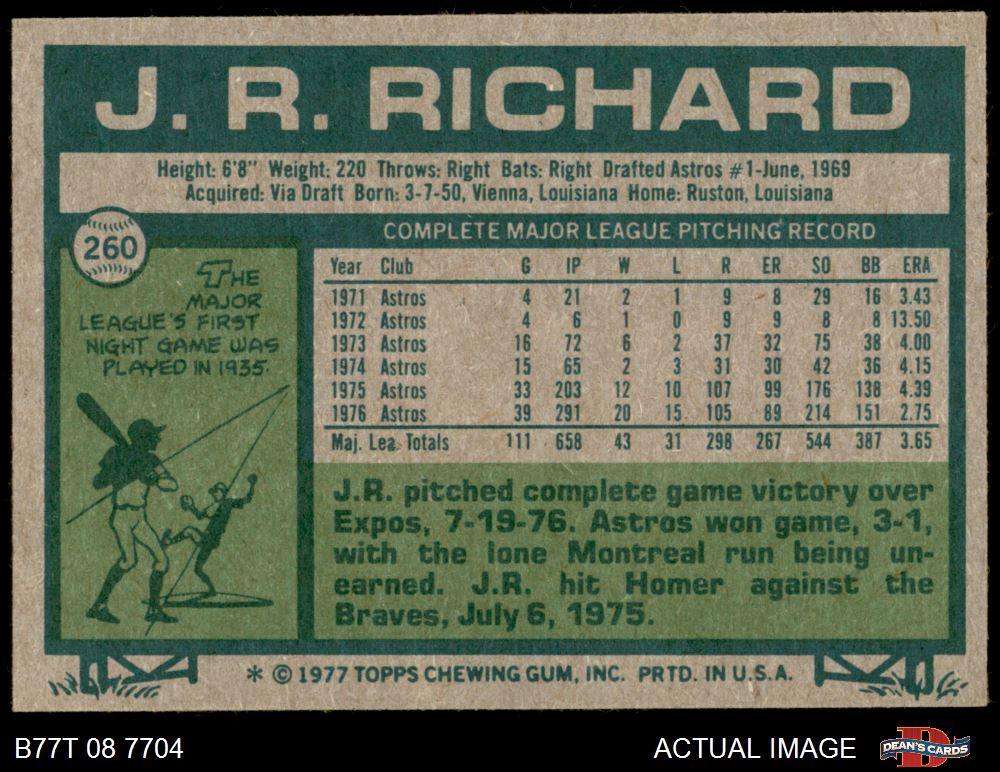 J. R. RICHARD
Height: 6'8" Weight: 220 Throws: Right Bats: Right Drafted Astros #1-June, 1969
Acquired: Via Draft Born: 3-7-50, Vienna, Louisiana Home: Ruston, Louisiana
260
THE
MAJOR
LEAGUE'S FIRST
NIGHT GAME WAS
PLAYED IN 1935.
COMPLETE MAJOR LEAGUE PITCHING RECORD
Year Club G IP W L R ER SO BB ERA
1971 Astros 4 21 2 1 9 8 29 16 3.43
1972 Astros 4 6 1 0 9 9 8 8 13.50
1973 Astros 16 72 6 2 37 32 75 38 4.00
1974 Astros 15 65 2 3 31 30 42 36 4.15
1975 Astros 33 203 12 10 107 99 176 138 4.39
1976 Astros 39 291 20 15 105 89 214 151 2.75
Maj. Lea. Totals 111 658 43 31 298 267 544 387 3.65
J.R. pitched complete game victory over
Expos, 7-19-76. Astros won game, 3-1,
with the lone Montreal run being un-
earned. J.R. hit Homer against the
Braves, July 6, 1975.
* © 1977 TOPPS CHEWING GUM, INC. PRTD. IN U.S.A.
B77T 08 7704
ACTUAL IMAGE
D
DEAN'S CARDS